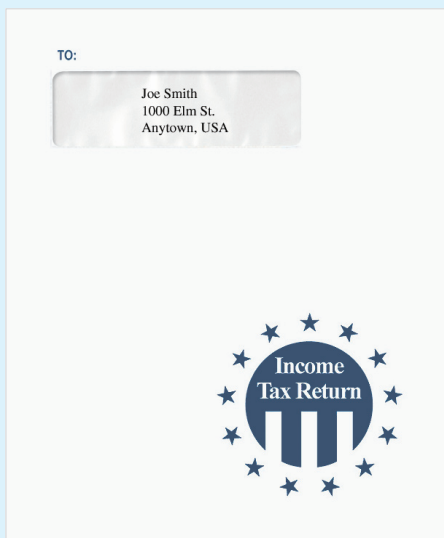 TO:
Joe Smith
1000 Elm St.
Anytown, USA
Income
Tax Return